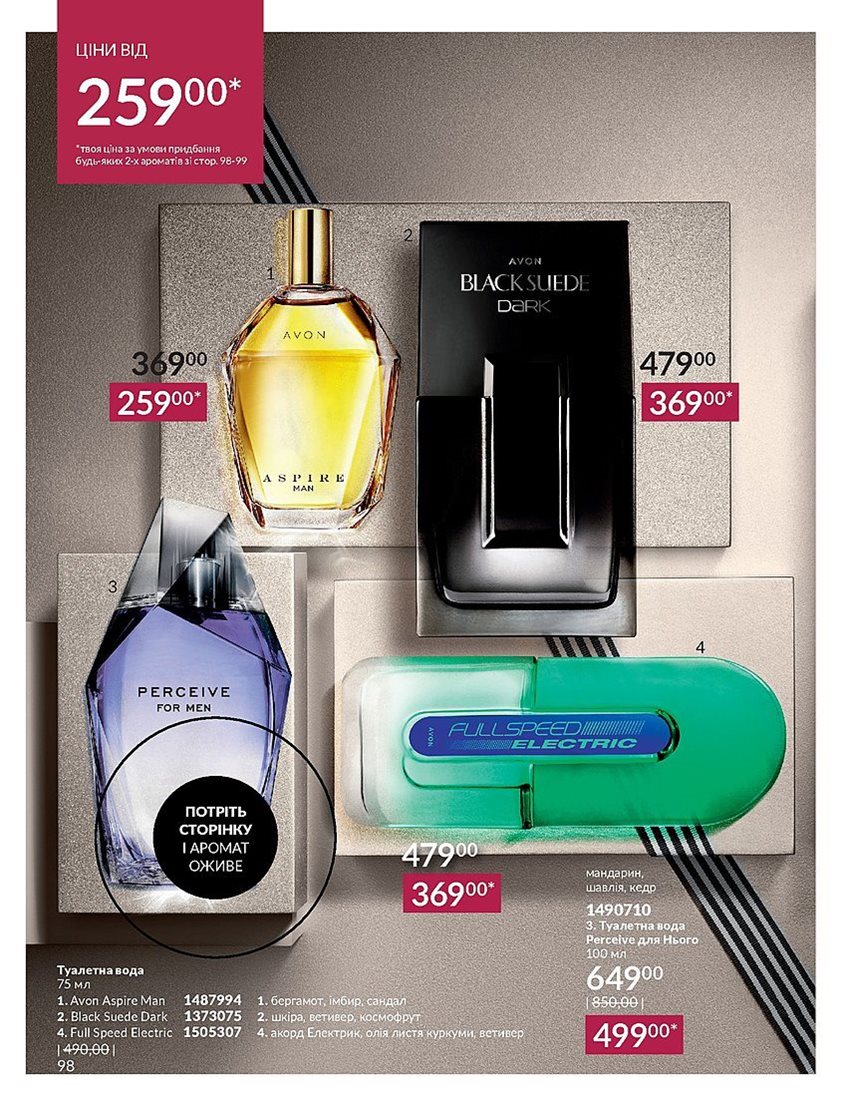 ЦІНИ ВІД
259⁰⁰*
*твоя ціна за умови придбання
будь-яких 2-х ароматів зі стор. 98-99
1
2
AVON
BLACK SUEDE
DARK
AVON
369⁰⁰
259⁰⁰*
479⁰⁰
369⁰⁰*
ASPIRE
MAN
3
4
PERCEIVE
FOR MEN
AVON
FULL SPEED
ELECTRIC
ПОТРІТЬ
СТОРІНКУ
І АРОМАТ
ОЖИВЕ
479⁰⁰
369⁰⁰*
мандарин,
шавлія, кедр
1490710
3. Туалетна вода
Perceive для Нього
100 мл
649⁰⁰
| 850,00 |
499⁰⁰*
Туалетна вода
75 мл
1. Avon Aspire Man 1487994 1. бергамот, імбир, сандал
2. Black Suede Dark 1373075 2. шкіра, ветивер, космофрут
4. Full Speed Electric 1505307 4. акорд Електрик, олія листя куркуми, ветивер
| 490,00 |
98